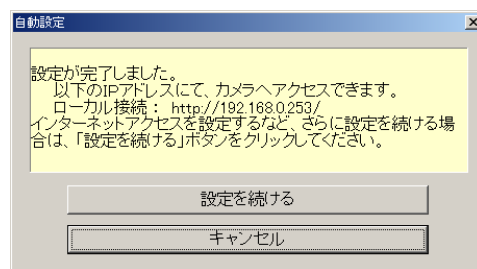 自動設定
設定が完了しました。
以下のIPアドレスにて、カメラへアクセスできます。
ローカル接続： http://192.168.0.253/
インターネットアクセスを設定するなど、さらに設定を続ける場
合は、「設定を続ける」ボタンをクリックしてください。
設定を続ける
キャンセル